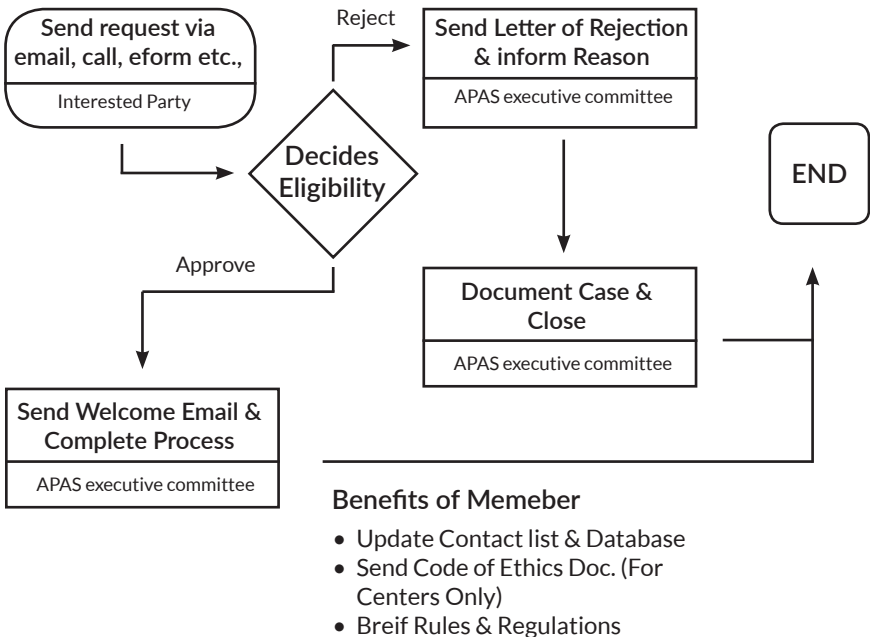 Send request via
email, call, eform etc.,
Interested Party
Reject
Send Letter of Rejection
& inform Reason
APAS executive committee
Decides
Eligibility
END
Approve
Document Case &
Close
APAS executive committee
Send Welcome Email &
Complete Process
APAS executive committee
Benefits of Memeber
• Update Contact list & Database
• Send Code of Ethics Doc. (For
Centers Only)
• Breif Rules & Regulations